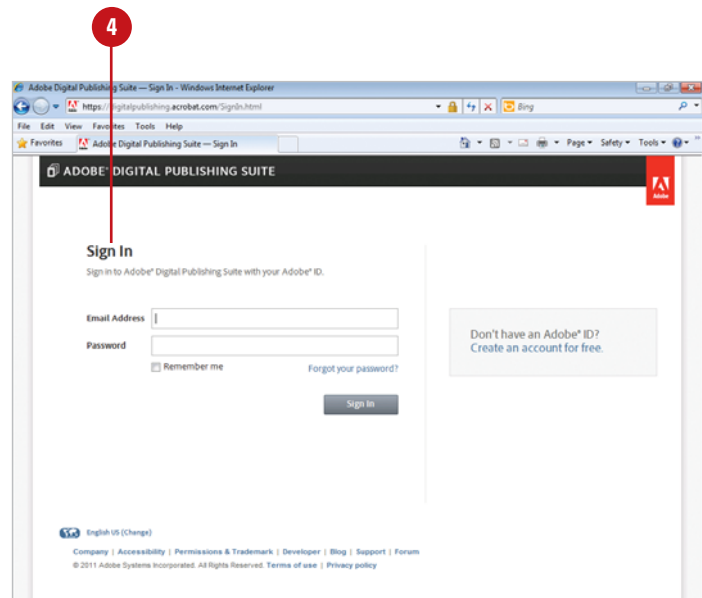 4
Adobe Digital Publishing Suite — Sign In - Windows Internet Explorer
https://digitalpublishing.acrobat.com/SignIn.html
Bing
File Edit View Favorites Tools Help
Favorites Adobe Digital Publishing Suite — Sign In Page Safety Tools
ADOBE® DIGITAL PUBLISHING SUITE
Adobe
Sign In
Sign in to Adobe® Digital Publishing Suite with your Adobe® ID.
Email Address
Password
Remember me Forgot your password?
Sign In
Don't have an Adobe® ID?
Create an account for free.
English US (Change)
Company | Accessibility | Permissions & Trademark | Developer | Blog | Support | Forum
© 2011 Adobe Systems Incorporated. All Rights Reserved. Terms of use | Privacy policy